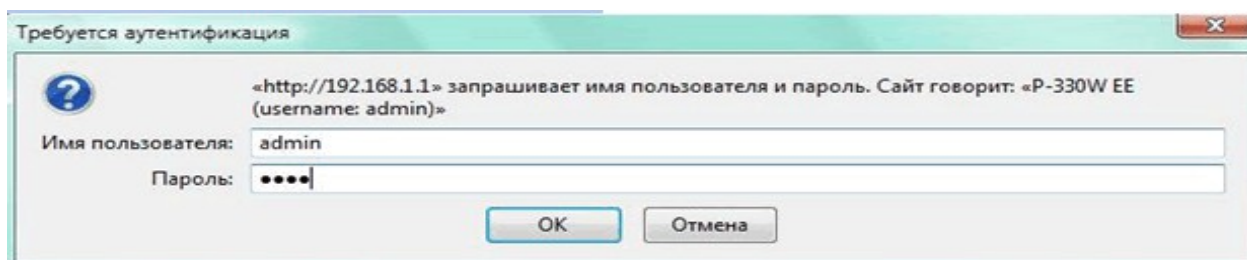 Требуется аутентификация
«http://192.168.1.1» запрашивает имя пользователя и пароль. Сайт говорит: «P-330W EE
(username: admin)»
Имя пользователя: admin
Пароль: ••••
OK Отмена